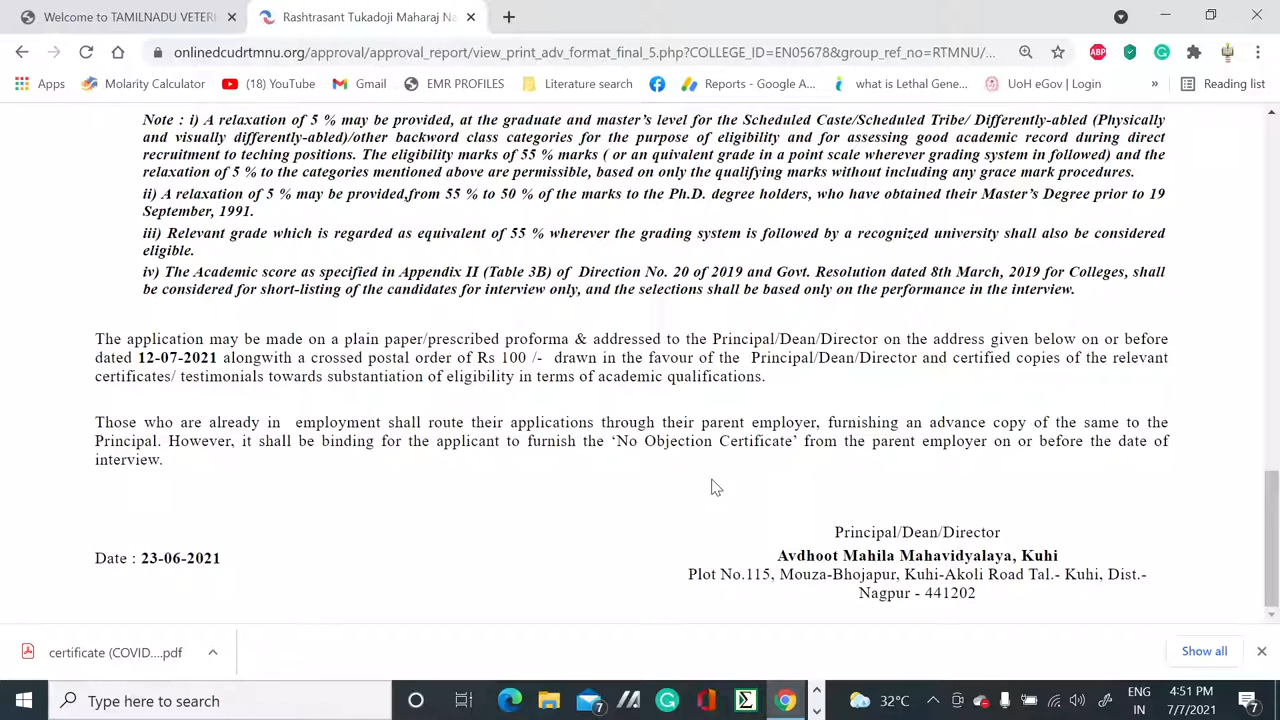 Welcome to TAMILNADU VETER
Rashtrasant Tukadoji Maharaj Na
onlinedcudrtmnu.org/approval/approval_report/view_print_adv_format_final_5.php?COLLEGE_ID=EN05678&group_ref_no=RTMNU/...
Apps Molarity Calculator (18) YouTube Gmail EMR PROFILES Literature search Reports - Google A... what is Lethal Gene... UoH eGov | Login » Reading list
Note : i) A relaxation of 5 % may be provided, at the graduate and master's level for the Scheduled Caste/Scheduled Tribe/ Differently-abled (Physically
and visually differently-abled)/other backword class categories for the purpose of eligibility and for assessing good academic record during direct
recruitment to teching positions. The eligibility marks of 55 % marks ( or an quivalent grade in a point scale wherever grading system in followed) and the
relaxation of 5 % to the categories mentioned above are permissible, based on only the qualifying marks without including any grace mark procedures.
ii) A relaxation of 5 % may be provided,from 55 % to 50 % of the marks to the Ph.D. degree holders, who have obtained their Master's Degree prior to 19
September, 1991.
iii) Relevant grade which is regarded as equivalent of 55 % wherever the grading system is followed by a recognized university shall also be considered
eligible.
iv) The Academic score as specified in Appendix II (Table 3B) of Direction No. 20 of 2019 and Govt. Resolution dated 8th March, 2019 for Colleges, shall
be considered for short-listing of the candidates for interview only, and the selections shall be based only on the performance in the interview.
The application may be made on a plain paper/prescribed proforma & addressed to the Principal/Dean/Director on the address given below on or before
dated 12-07-2021 alongwith a crossed postal order of Rs 100 /- drawn in the favour of the Principal/Dean/Director and certified copies of the relevant
certificates/ testimonials towards substantiation of eligibility in terms of academic qualifications.
Those who are already in employment shall route their applications through their parent employer, furnishing an advance copy of the same to the
Principal. However, it shall be binding for the applicant to furnish the ‘No Objection Certificate’ from the parent employer on or before the date of
interview.
Principal/Dean/Director
Date : 23-06-2021
Avdhoot Mahila Mahavidyalaya, Kuhi
Plot No.115, Mouza-Bhojapur, Kuhi-Akoli Road Tal.- Kuhi, Dist.-
Nagpur - 441202
certificate (COVID....pdf
Show all
Type here to search
7
32°C
ENG
IN
4:51 PM
7/7/2021
7
ABP